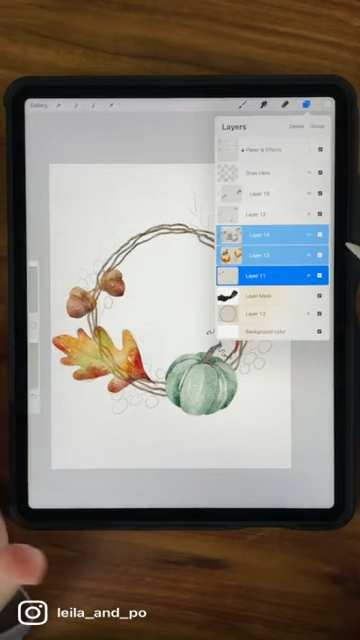 Gallery
Layers Delete Group
Paper & Effects
Draw Here
Layer 15
Layer 12
Layer 14
Layer 13
Layer 11
Layer Mask
Layer 13
Background color
leila_and_po